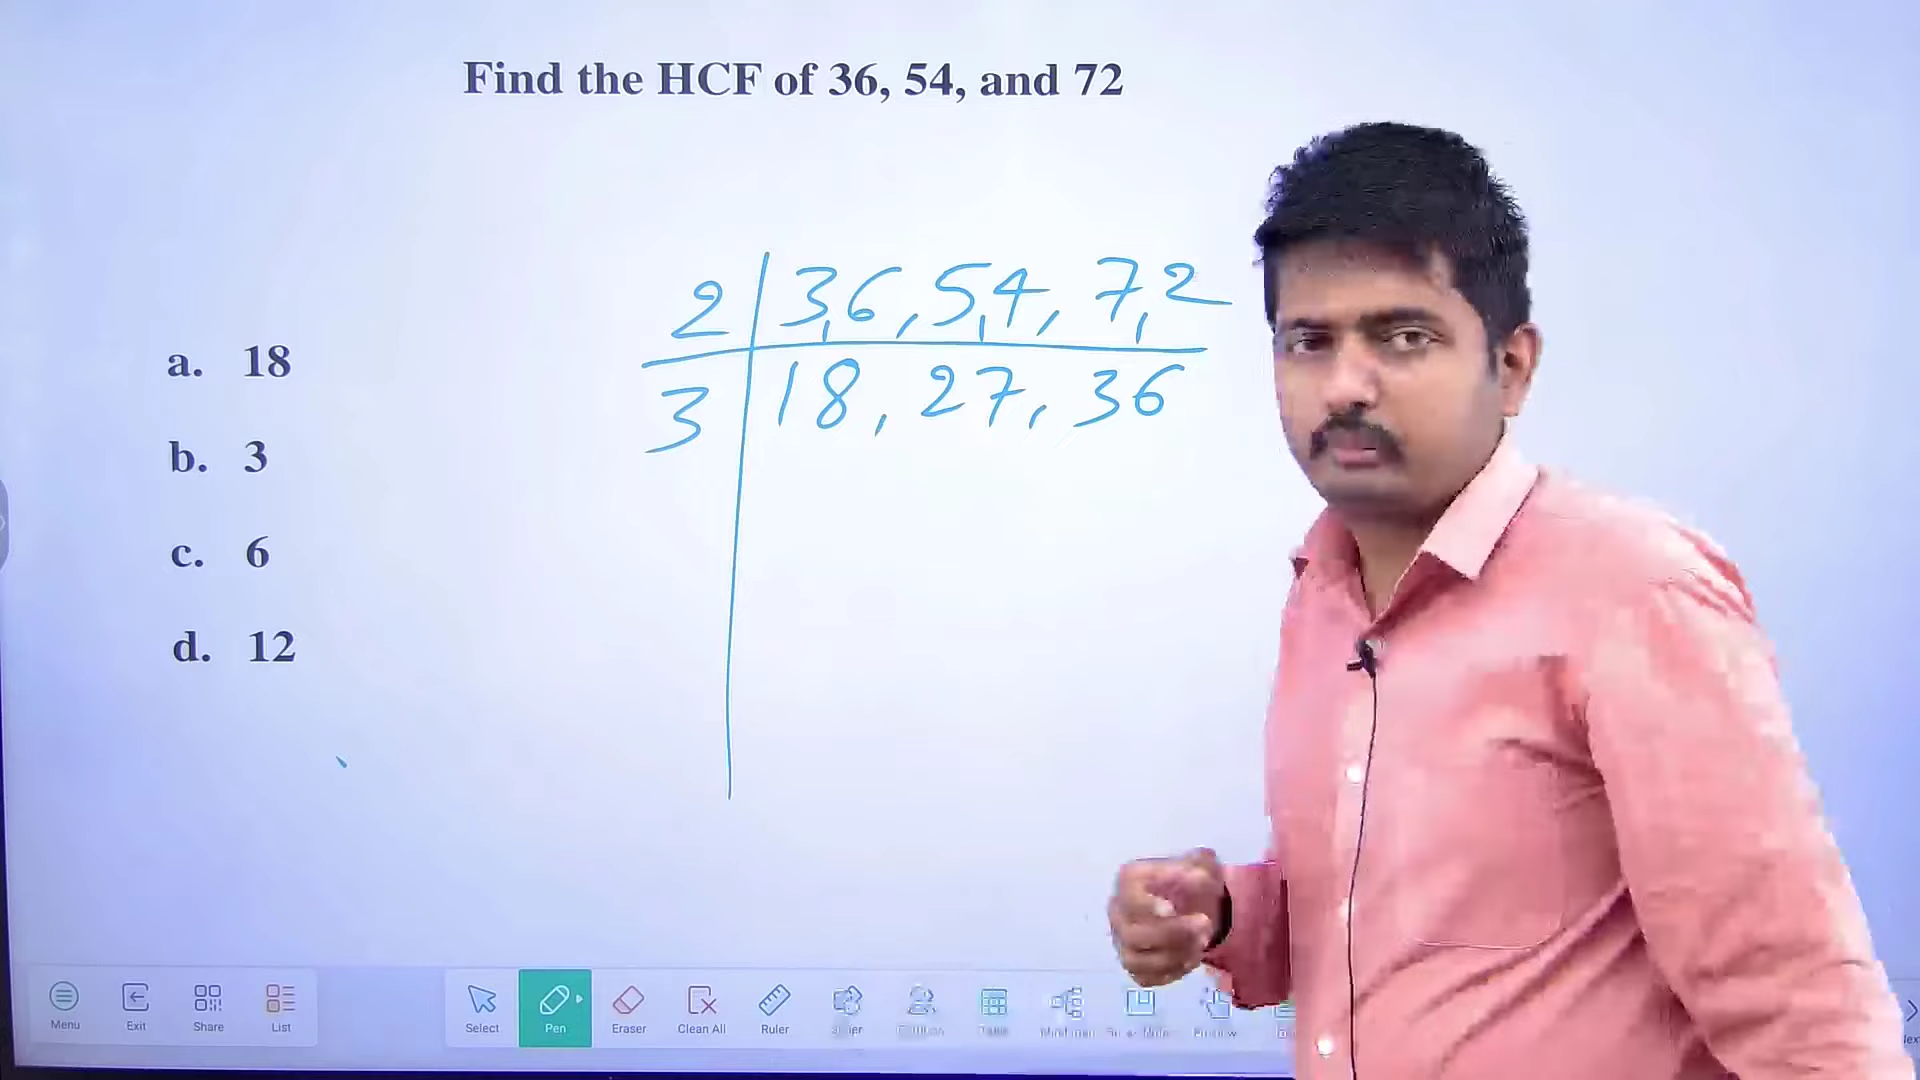 Find the HCF of 36, 54, and 72
2 36, 54, 72
3 18, 27, 36
a. 18
b. 3
c. 6
d. 12
Menu Exit Share List Select Pen Eraser Clean All Ruler